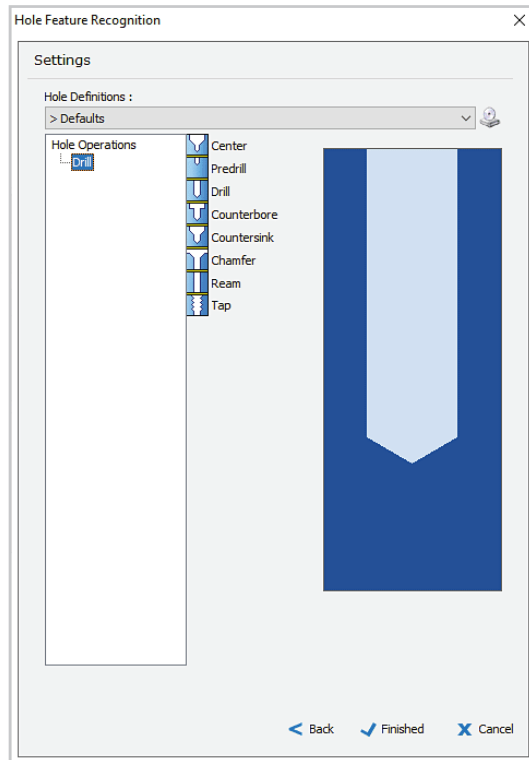 Hole Feature Recognition
Settings
Hole Definitions :
> Defaults
Hole Operations
Drill
Center
Predrill
Drill
Counterbore
Countersink
Chamfer
Ream
Tap
Back Finished Cancel